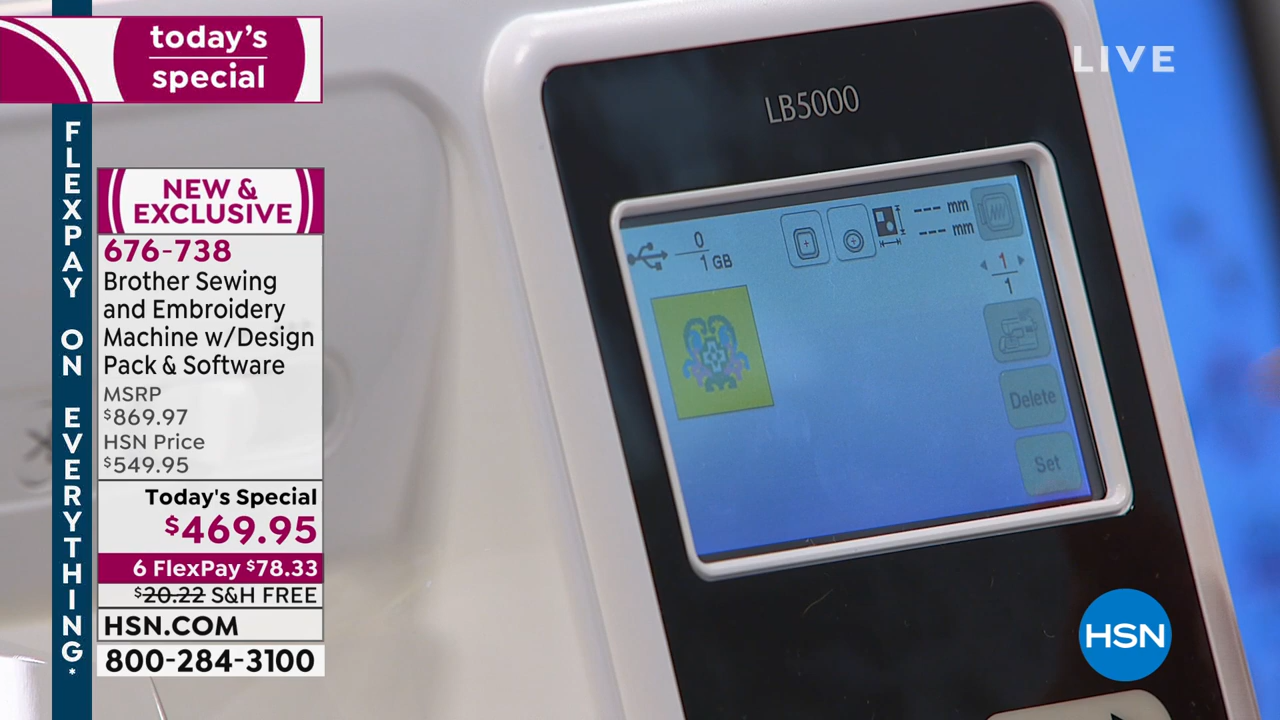 today's
special
LIVE
FLEXPAY ON EVERYTHING*
NEW &
EXCLUSIVE
676-738
Brother Sewing
and Embroidery
Machine w/Design
Pack & Software
MSRP
$869.97
HSN Price
$549.95
Today's Special
$469.95
6 FlexPay $78.33
$20.22 S&H FREE
HSN.COM
800-284-3100
LB5000
0
1 GB
--- mm
--- mm
1
1
Delete
Set
HSN